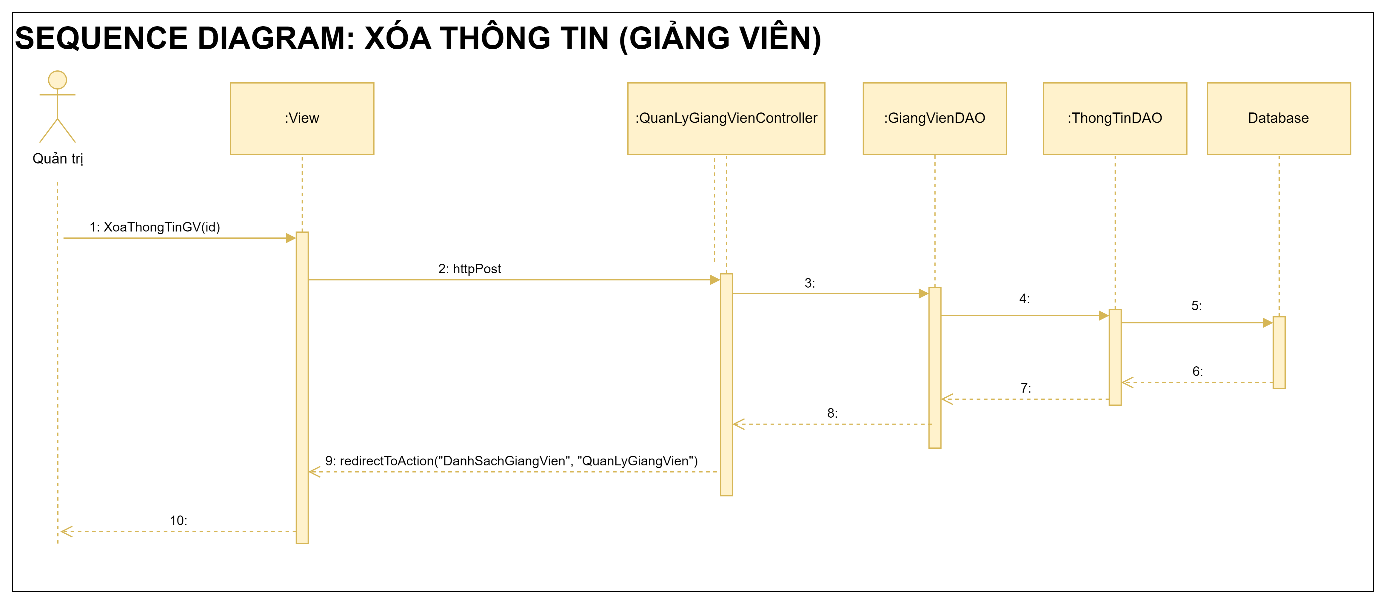 SEQUENCE DIAGRAM: XÓA THÔNG TIN (GIẢNG VIÊN)
Quản trị
:View
:QuanLyGiangVienController
:GiangVienDAO
:ThongTinDAO
Database
1: XoaThongTinGV(id)
2: httpPost
3:
4:
5:
6:
7:
8:
9: redirectToAction("DanhSachGiangVien", "QuanLyGiangVien")
10: